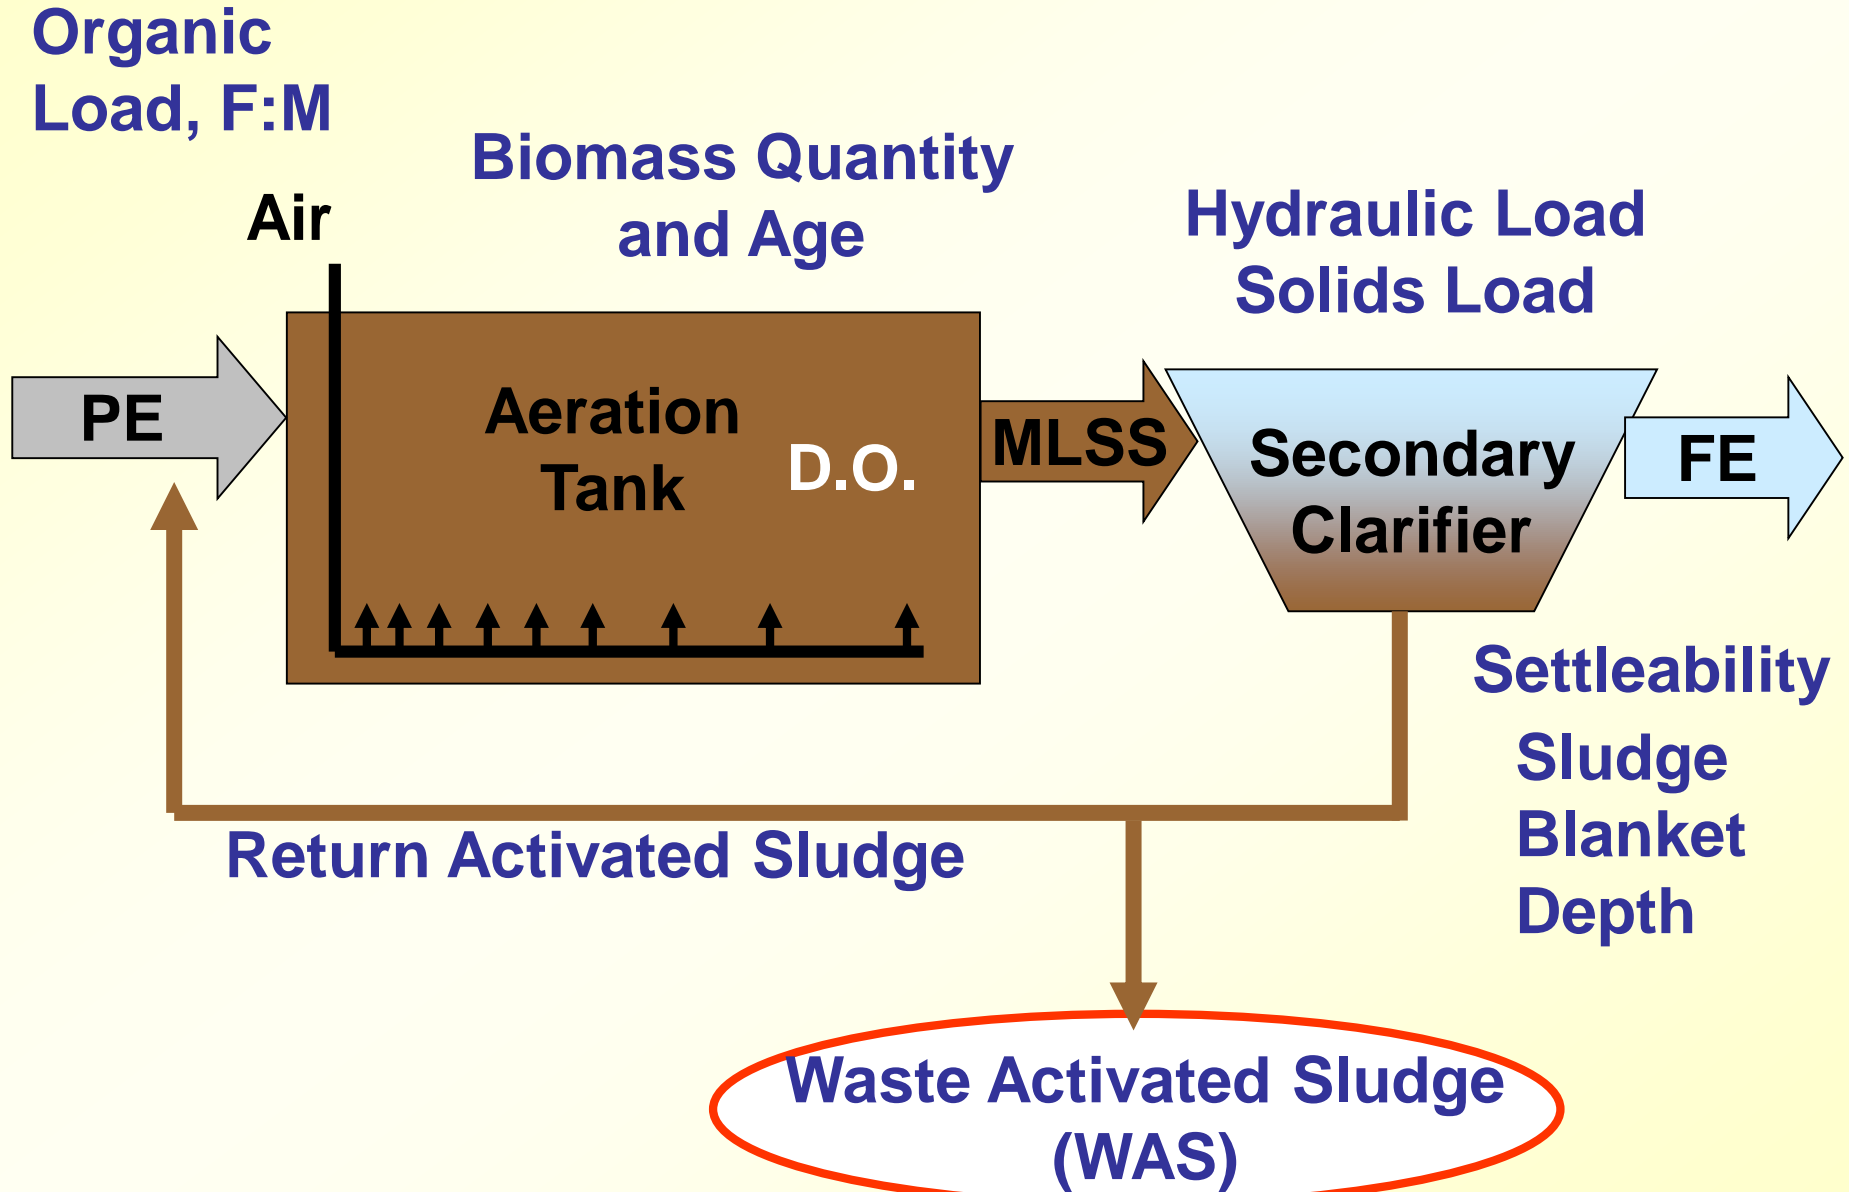 Organic
Load, F:M
Air
Biomass Quantity
and Age
Hydraulic Load
Solids Load
PE
Aeration
Tank
D.O.
MLSS
Secondary
Clarifier
FE
Settleability
Sludge
Blanket
Depth
Return Activated Sludge
Waste Activated Sludge
(WAS)